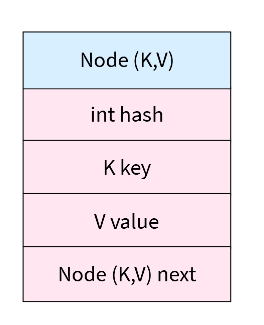 Node (K,V)
int hash
K key
V value
Node (K,V) next